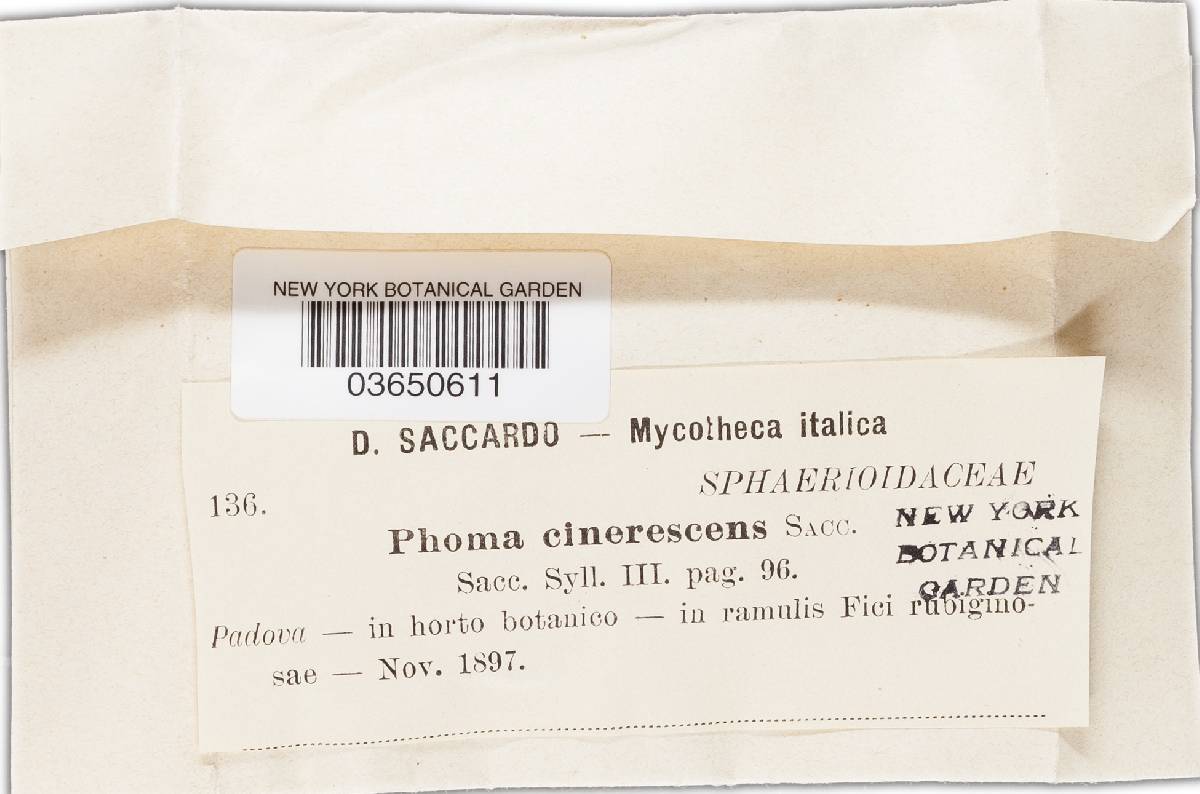 NEW YORK BOTANICAL GARDEN
03650611
D. SACCARDO — Mycotheca italica
SPHAERIOIDACEAE
136.
Phoma cinerescens SACC.
NEW YORK
BOTANICAL
GARDEN
Sacc. Syll. III. pag. 96.
Padova — in horto botanico — in ramulis Fici rubigino-
sae — Nov. 1897.